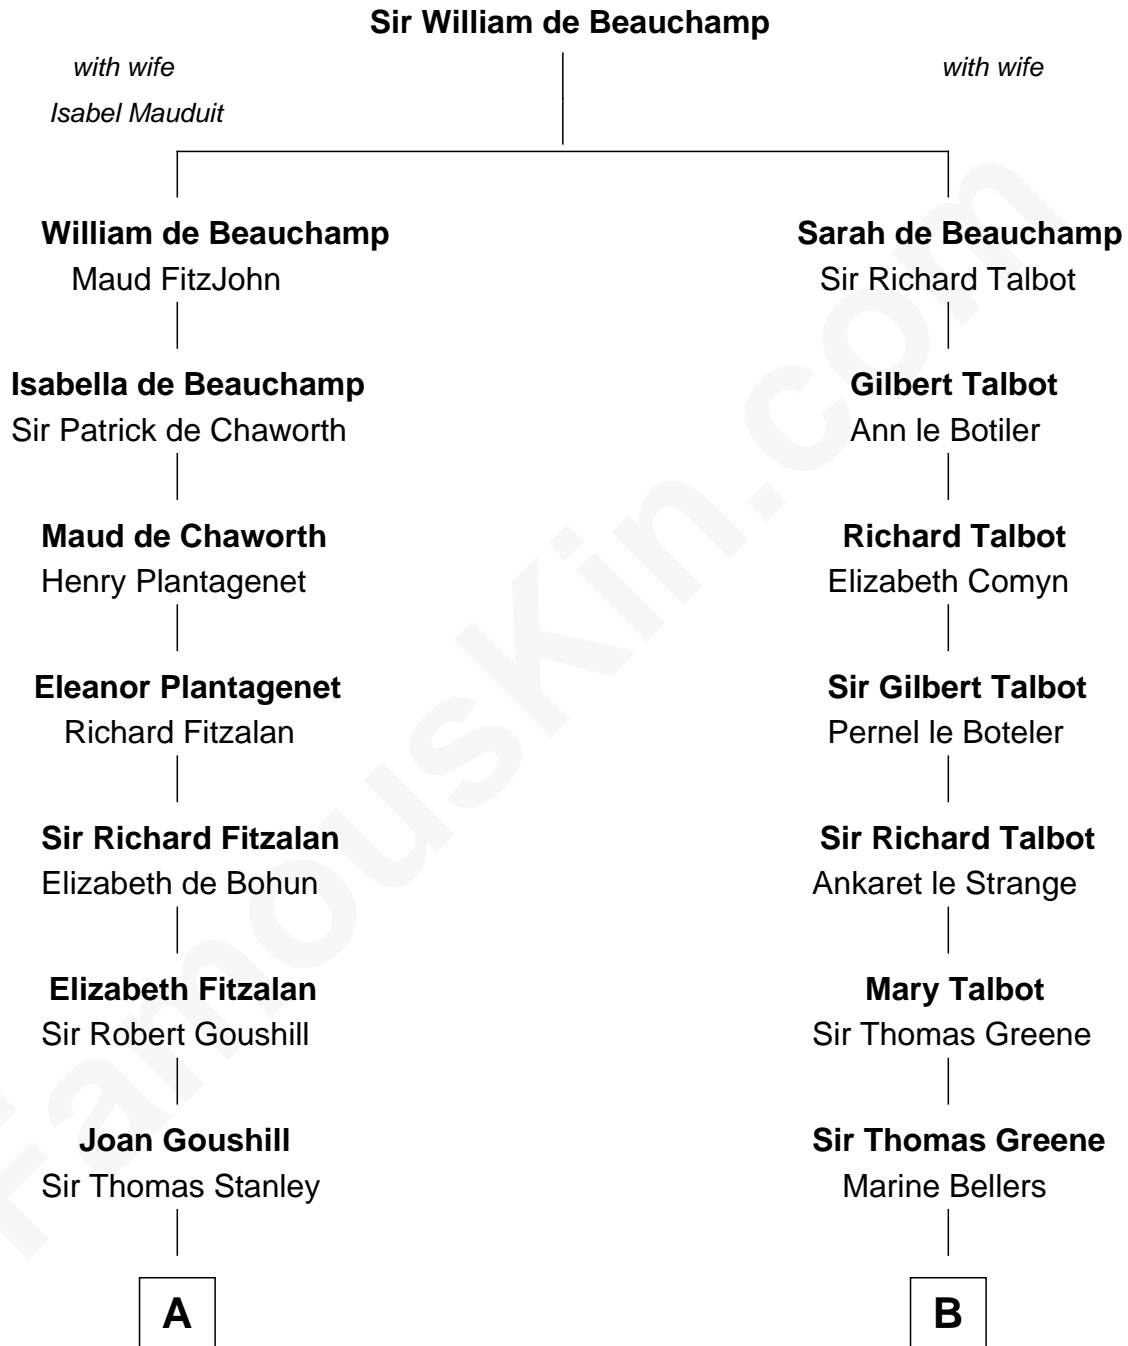 Sir William de Beauchamp
with wife
Isabel Mauduit
with wife
William de Beauchamp
Maud FitzJohn
Sarah de Beauchamp
Sir Richard Talbot
Isabella de Beauchamp
Sir Patrick de Chaworth
Gilbert Talbot
Ann le Botiler
Maud de Chaworth
Henry Plantagenet
Richard Talbot
Elizabeth Comyn
Eleanor Plantagenet
Richard Fitzalan
Sir Gilbert Talbot
Pernel le Boteler
Sir Richard Fitzalan
Elizabeth de Bohun
Sir Richard Talbot
Ankaret le Strange
Elizabeth Fitzalan
Sir Robert Goushill
Mary Talbot
Sir Thomas Greene
Joan Goushill
Sir Thomas Stanley
Sir Thomas Greene
Marine Bellers
A
B
FamousKin.com